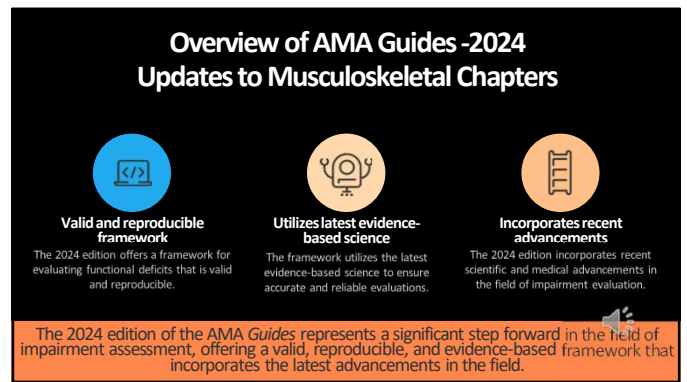 Overview of AMA Guides -2024
Updates to Musculoskeletal Chapters
</>
Valid and reproducible
framework
The 2024 edition offers a framework for
evaluating functional deficits that is valid
and reproducible.
Utilizes latest evidence-
based science
The framework utilizes the latest
evidence-based science to ensure
accurate and reliable evaluations.
Incorporates recent
advancements
The 2024 edition incorporates recent
scientific and medical advancements in
the field of impairment evaluation.
The 2024 edition of the AMA Guides represents a significant step forward in the field of
impairment assessment, offering a valid, reproducible, and evidence-based framework that
incorporates the latest advancements in the field.